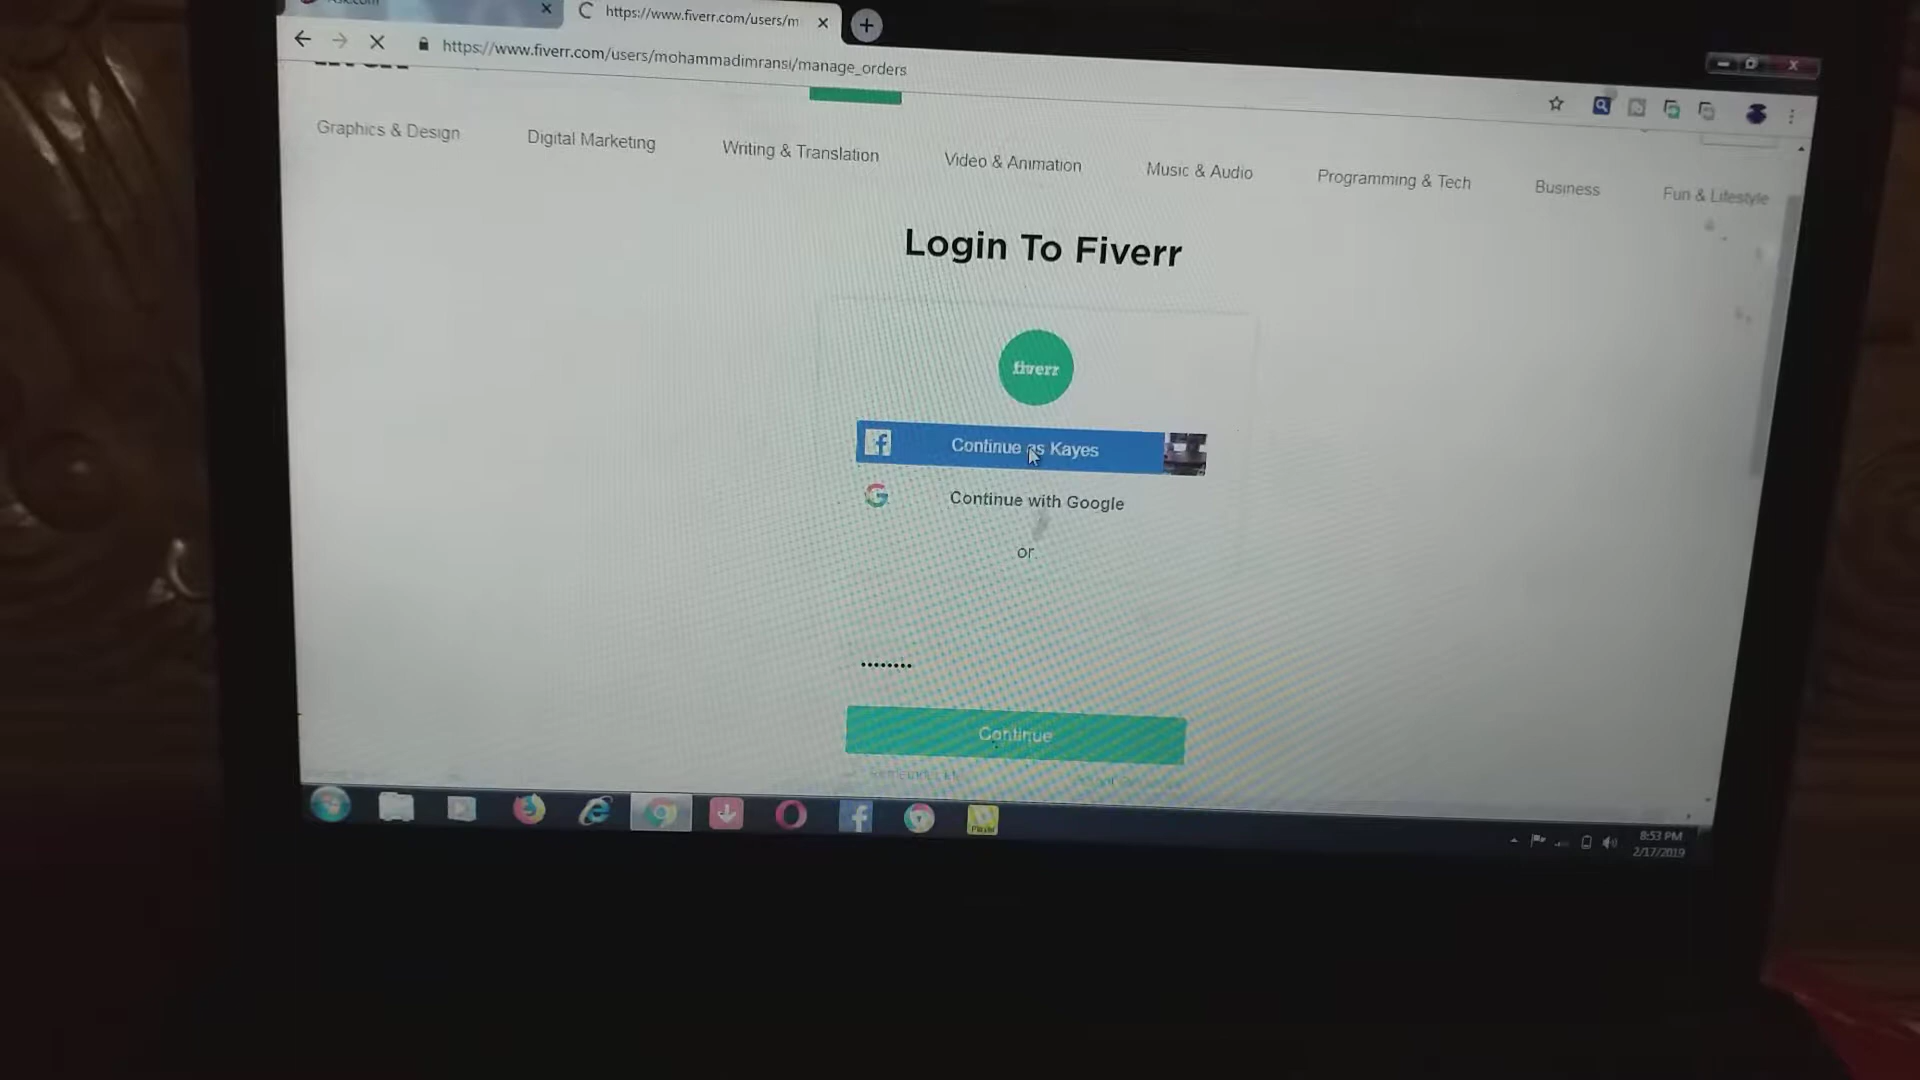 https://www.fiverr.com/users/m
https://www.fiverr.com/users/mohammadimransi/manage_orders
Graphics & Design
Digital Marketing
Writing & Translation
Video & Animation
Music & Audio
Programming & Tech
Business
Fun & Lifestyle
Login To Fiverr
fiverr
Continue as Kayes
Continue with Google
or
Continue
8:53 PM
2/17/2019